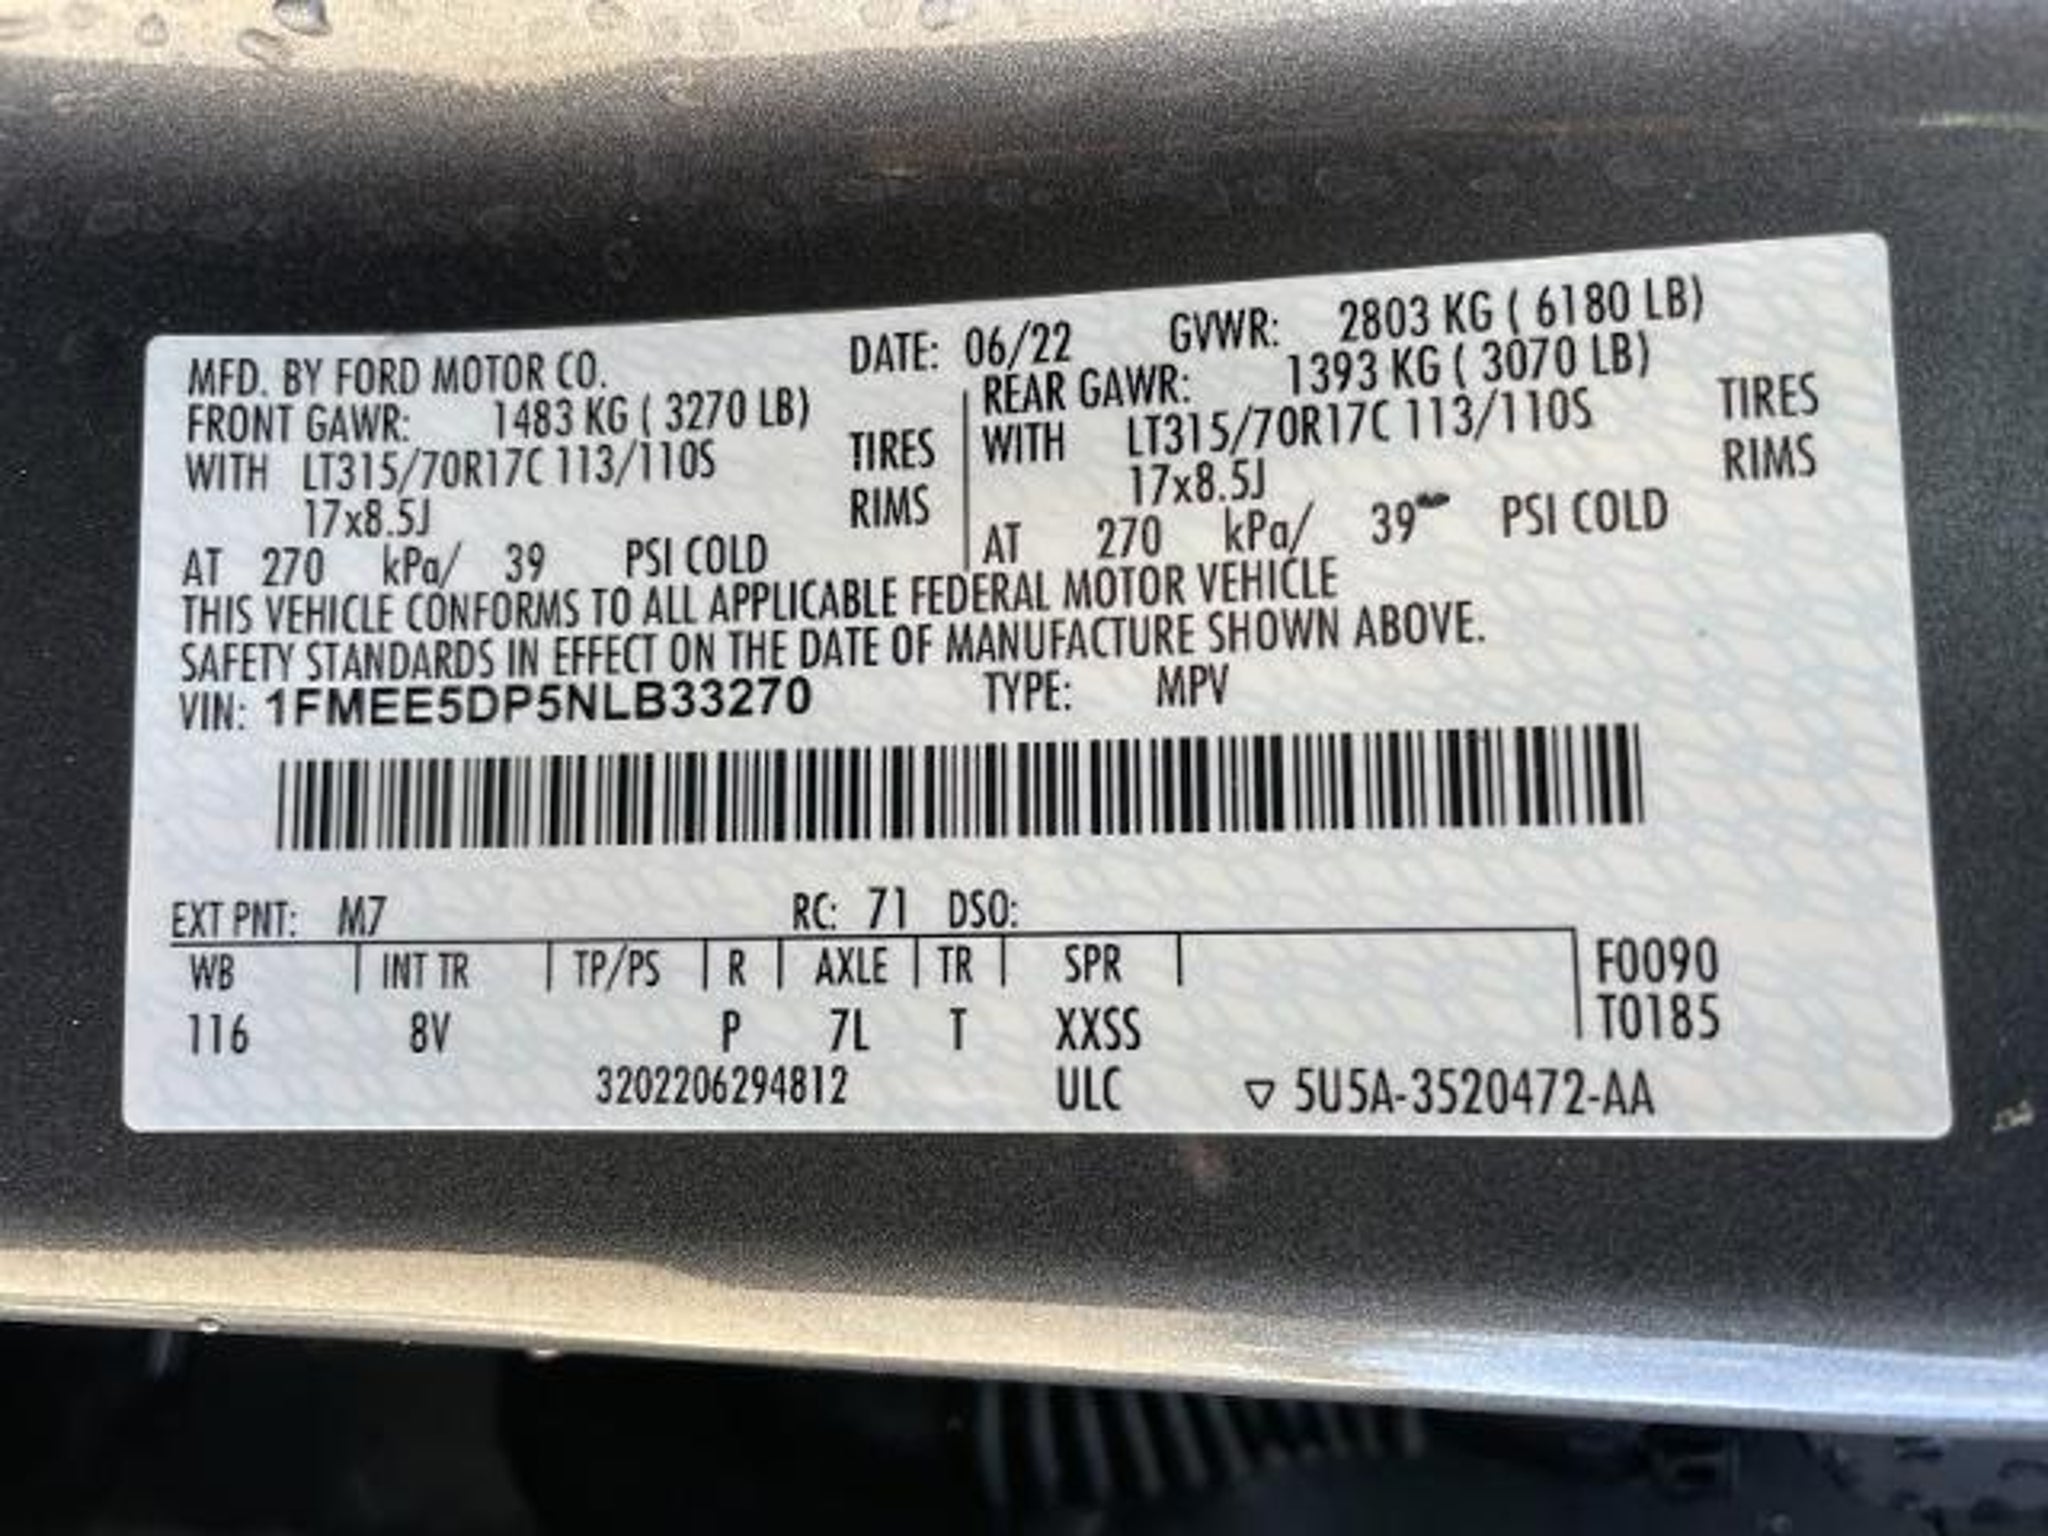 MFD. BY FORD MOTOR CO. DATE: 06/22 GVWR: 2803 KG ( 6180 LB)
FRONT GAWR: 1483 KG ( 3270 LB) REAR GAWR: 1393 KG ( 3070 LB)
WITH LT315/70R17C 113/110S TIRES WITH LT315/70R17C 113/110S TIRES
17x8.5J RIMS 17x8.5J RIMS
AT 270 kPa/ 39 PSI COLD AT 270 kPa/ 39 PSI COLD
THIS VEHICLE CONFORMS TO ALL APPLICABLE FEDERAL MOTOR VEHICLE
SAFETY STANDARDS IN EFFECT ON THE DATE OF MANUFACTURE SHOWN ABOVE.
VIN: 1FMEE5DP5NLB33270 TYPE: MPV
EXT PNT: M7 RC: 71 DSO:
WB INT TR TP/PS R AXLE TR SPR F0090
116 8V P 7L T XXSS T0185
3202206294812 ULC ▽ 5U5A-3520472-AA